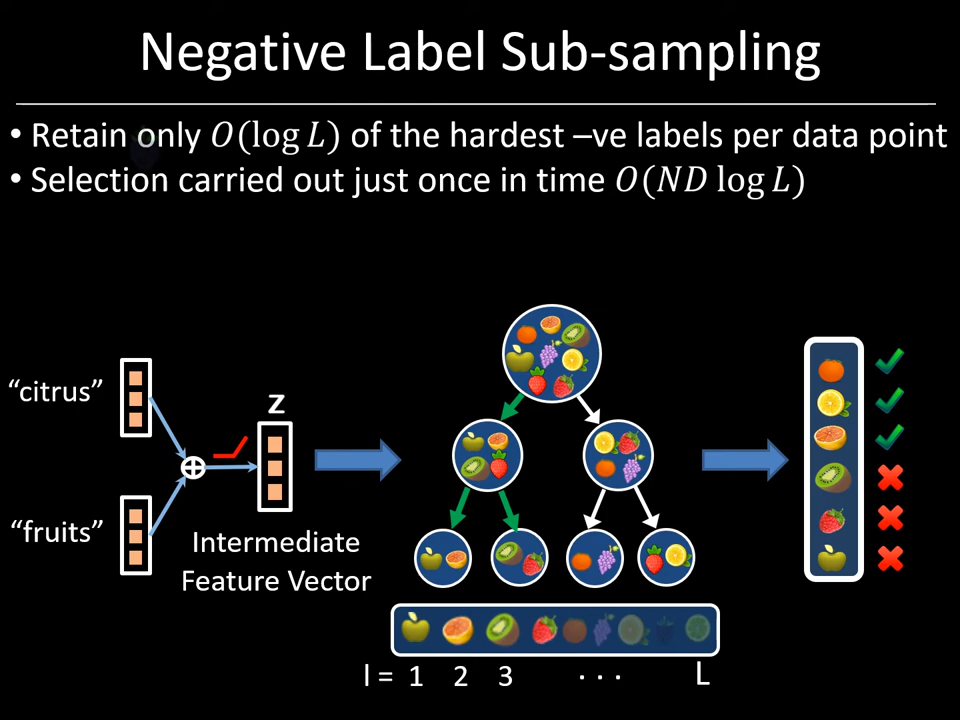 Negative Label Sub-sampling
• Retain only O(log L) of the hardest –ve labels per data point
• Selection carried out just once in time O(ND log L)
“citrus”
z
“fruits”
Intermediate
Feature Vector
l = 1 2 3 · · · L